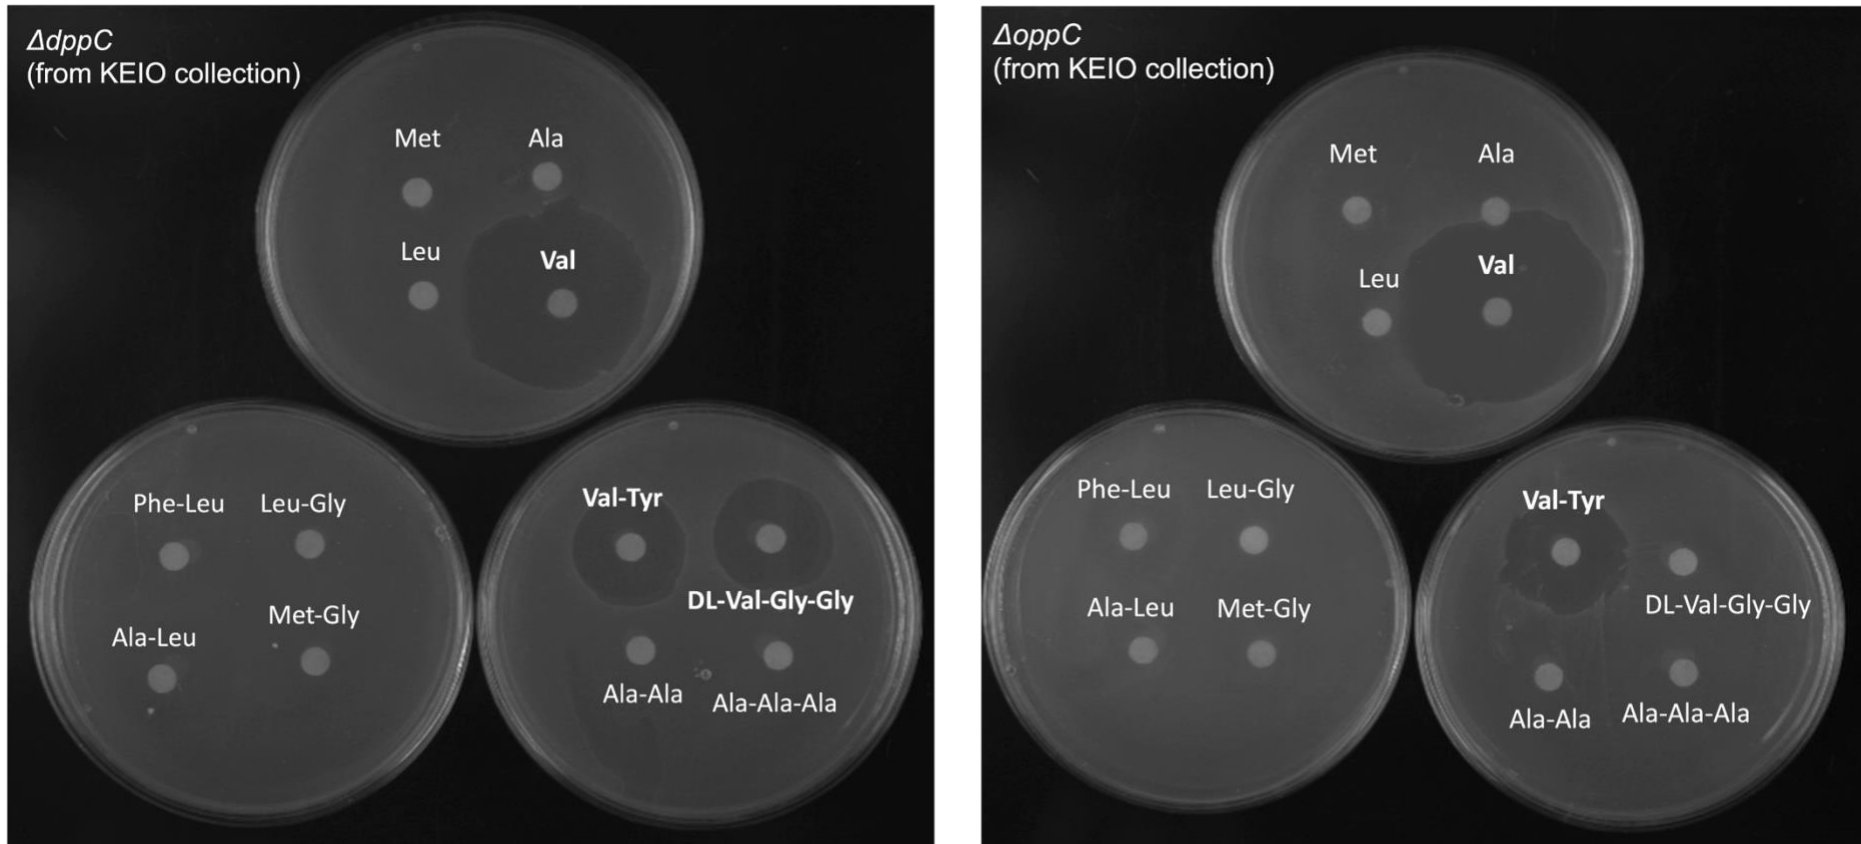 ΔdppC
(from KEIO collection)
Met Ala
Leu Val
Phe-Leu Leu-Gly
Ala-Leu Met-Gly
Val-Tyr
DL-Val-Gly-Gly
Ala-Ala Ala-Ala-Ala
ΔoppC
(from KEIO collection)
Met Ala
Leu Val
Phe-Leu Leu-Gly
Ala-Leu Met-Gly
Val-Tyr
DL-Val-Gly-Gly
Ala-Ala Ala-Ala-Ala